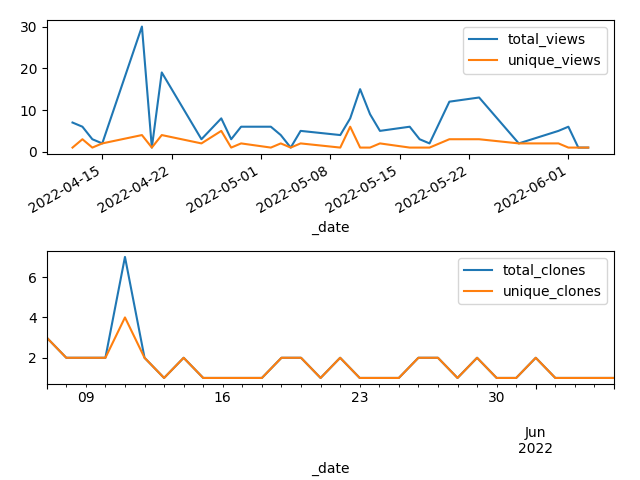 30
20
10
0
total_views
unique_views
2022-04-15
2022-04-22
2022-05-01
2022-05-08
2022-05-15
2022-05-22
2022-06-01
_date
6
4
2
total_clones
unique_clones
09
16
23
30
Jun
2022
_date